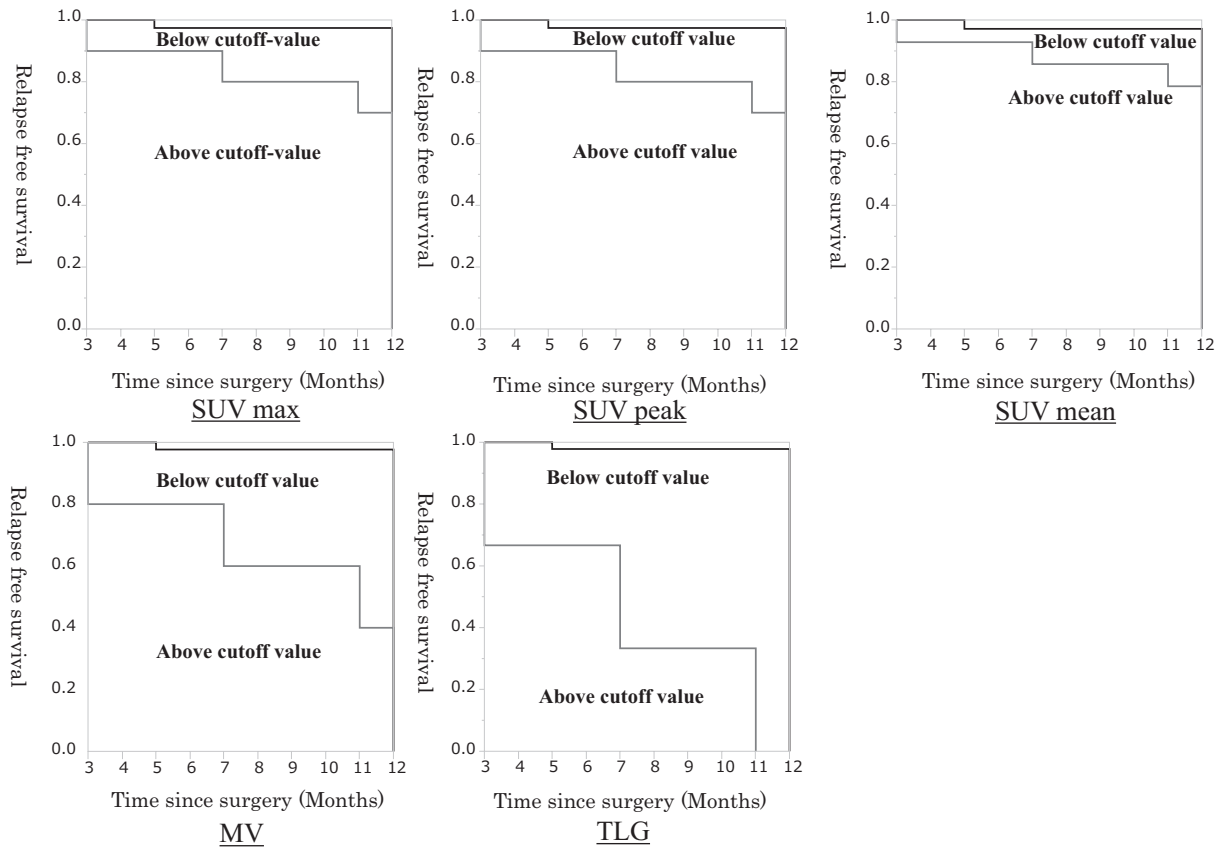 1.0
0.8
0.6
0.4
0.2
0.0
Relapse free survival
Below cutoff-value
Above cutoff-value
3 4 5 6 7 8 9 10 11 12
Time since surgery (Months)
SUV max
1.0
0.8
0.6
0.4
0.2
0.0
Relapse free survival
Below cutoff value
Above cutoff value
3 4 5 6 7 8 9 10 11 12
Time since surgery (Months)
SUV peak
1.0
0.8
0.6
0.4
0.2
0.0
Relapse free survival
Below cutoff value
Above cutoff value
3 4 5 6 7 8 9 10 11 12
Time since surgery (Months)
SUV mean
1.0
0.8
0.6
0.4
0.2
0.0
Relapse free survival
Below cutoff value
Above cutoff value
3 4 5 6 7 8 9 10 11 12
Time since surgery (Months)
MV
1.0
0.8
0.6
0.4
0.2
0.0
Relapse free survival
Below cutoff value
Above cutoff value
3 4 5 6 7 8 9 10 11 12
Time since surgery (Months)
TLG